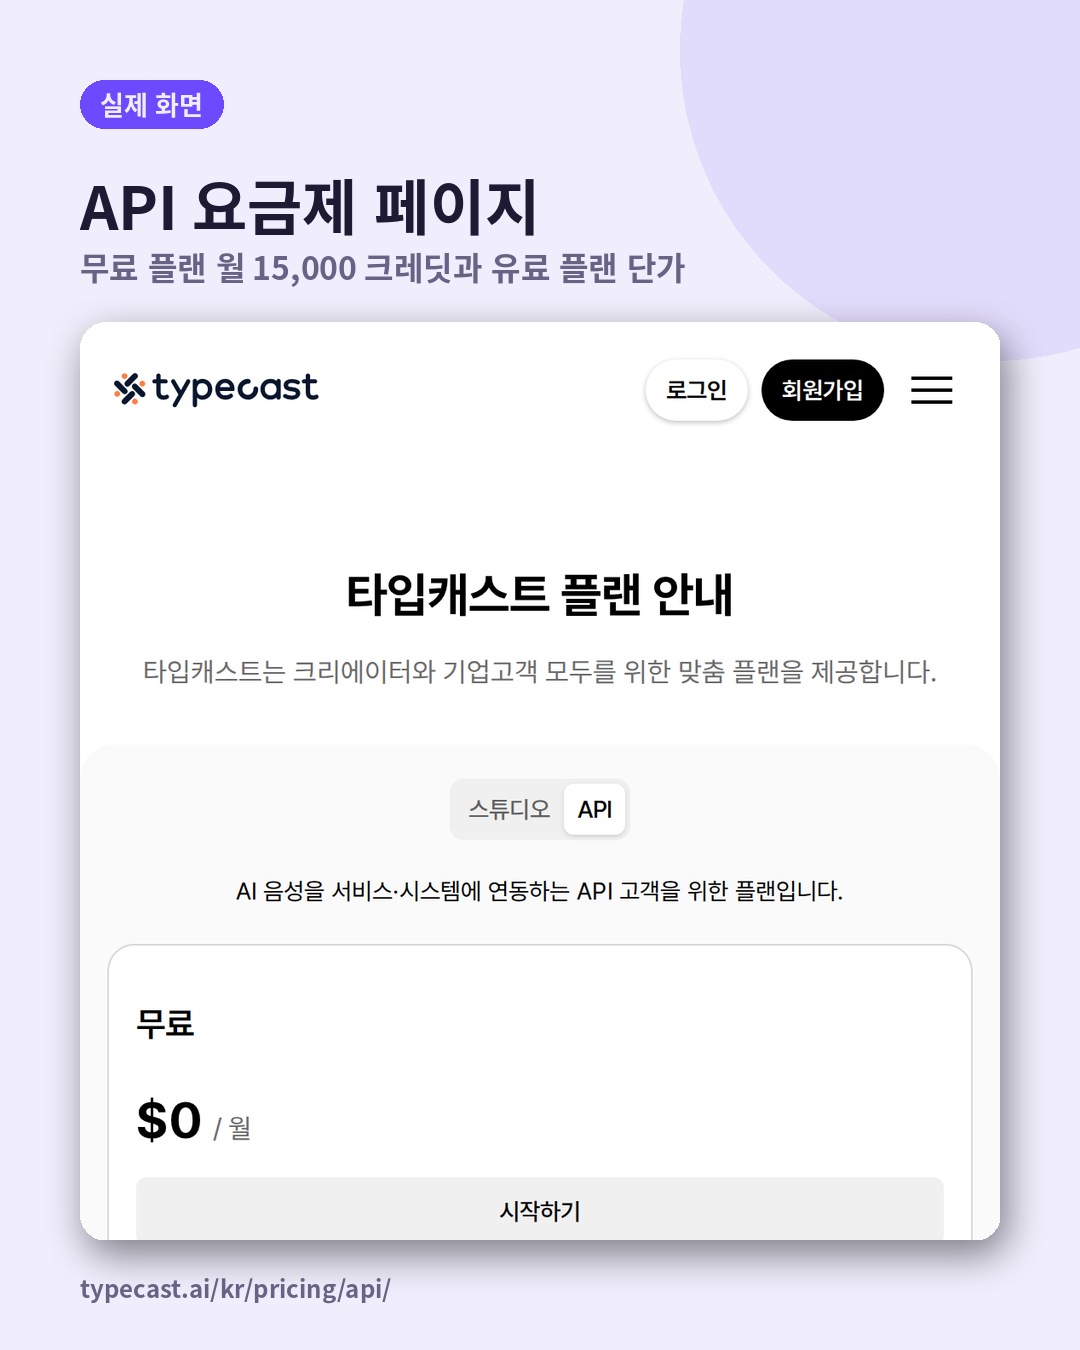 실제 화면
API 요금제 페이지
무료 플랜 월 15,000 크레딧과 유료 플랜 단가
typecast
로그인
회원가입
타입캐스트 플랜 안내
타입캐스트는 크리에이터와 기업고객 모두를 위한 맞춤 플랜을 제공합니다.
스튜디오
API
AI 음성을 서비스·시스템에 연동하는 API 고객을 위한 플랜입니다.
무료
$0 / 월
시작하기
typecast.ai/kr/pricing/api/